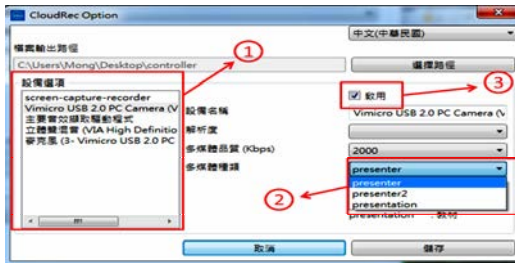 CloudRec Option
中文(中華民國)
檔案輸出路徑
C:\Users\Mong\Desktop\controller
選擇路徑
設備選項
screen-capture-recorder
Vimicro USB 2.0 PC Camera (V
主要音效擷取驅動程式
立體聲混音 (VIA High Definitio
麥克風 (3- Vimicro USB 2.0 PC
①
③
啟用
設備名稱
Vimicro USB 2.0 PC Camera (V
解析度
多媒體品質 (Kbps)
2000
多媒體種類
presenter
presenter
presenter2
presentation
②
presentation : 教材
取消
儲存